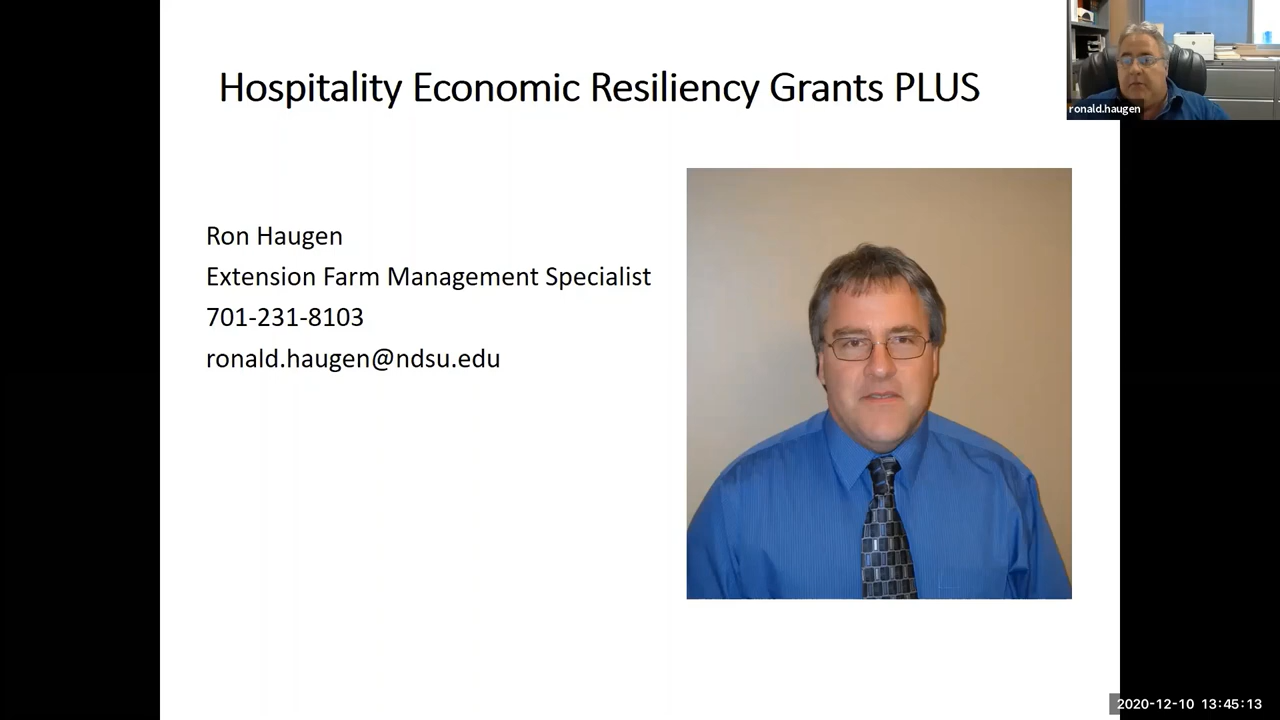 Hospitality Economic Resiliency Grants PLUS
ronald.haugen
Ron Haugen
Extension Farm Management Specialist
701-231-8103
ronald.haugen@ndsu.edu
2020-12-10 13:45:13